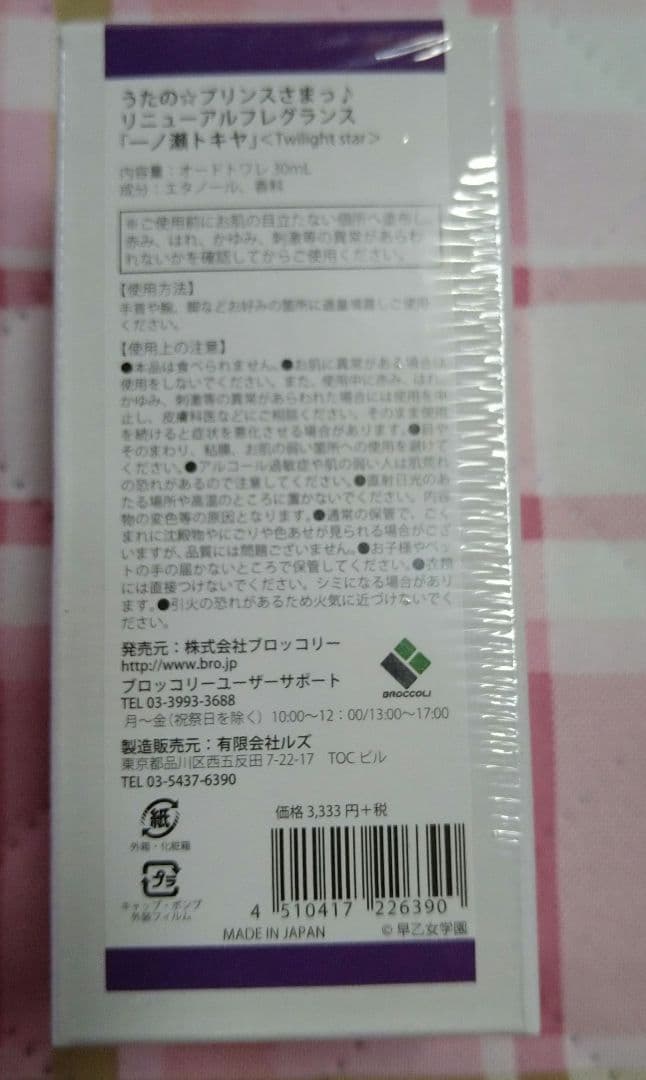 うたの☆プリンスさまっ♪
リニューアルフレグランス
「一ノ瀬トキヤ」<Twilight star>
内容量：オードトワレ 30mL
成分：エタノール、香料
※ご使用前にお肌の目立たない個所へ塗布し、
赤み、はれ、かゆみ、刺激等の異常があらわ
れないかを確認してからご使用ください。
【使用方法】
手首や腕、脚などお好みの箇所に適量噴霧しご使用
ください。
【使用上の注意】
●本品は食べられません。●お肌に異常がある場合は
使用をしないでください。また、使用中に赤み、はれ、
かゆみ、刺激等の異常があらわれた場合には使用を中
止し、皮膚科医などにご相談ください。そのまま使用
を続けると症状を悪化させる場合があります。●目や
そのまわり、粘膜、お肌の弱い箇所への使用を避けて
ください。●アルコール過敏症や肌の弱い人は肌荒れ
の恐れがあるので注意してください。●直射日光のあ
たる場所や高温のところに置かないでください。内容
物の変色等の原因となります。●通常の保管で、ごく
まれに沈殿物やにごりや色あせが見られる場合がござ
いますが、品質には問題ございません。●お子様やペッ
トの手の届かないところで保管してください。●衣類
には直接つけないでください。シミになる場合があり
ます。●引火の恐れがあるため火気に近づけないでく
ださい。
発売元：株式会社ブロッコリー
http://www.bro.jp
ブロッコリーユーザーサポート
TEL 03-3993-3688
月～金（祝祭日を除く）10:00～12：00/13:00～17:00
BROCCOLI
製造販売元：有限会社ルズ
東京都品川区西五反田 7-22-17 TOC ビル
TEL 03-5437-6390
紙
外箱・化粧箱
プラ
キャップ・ポンプ
外装フィルム
価格 3,333 円＋税
4 510417 226390
MADE IN JAPAN
© 早乙女学園